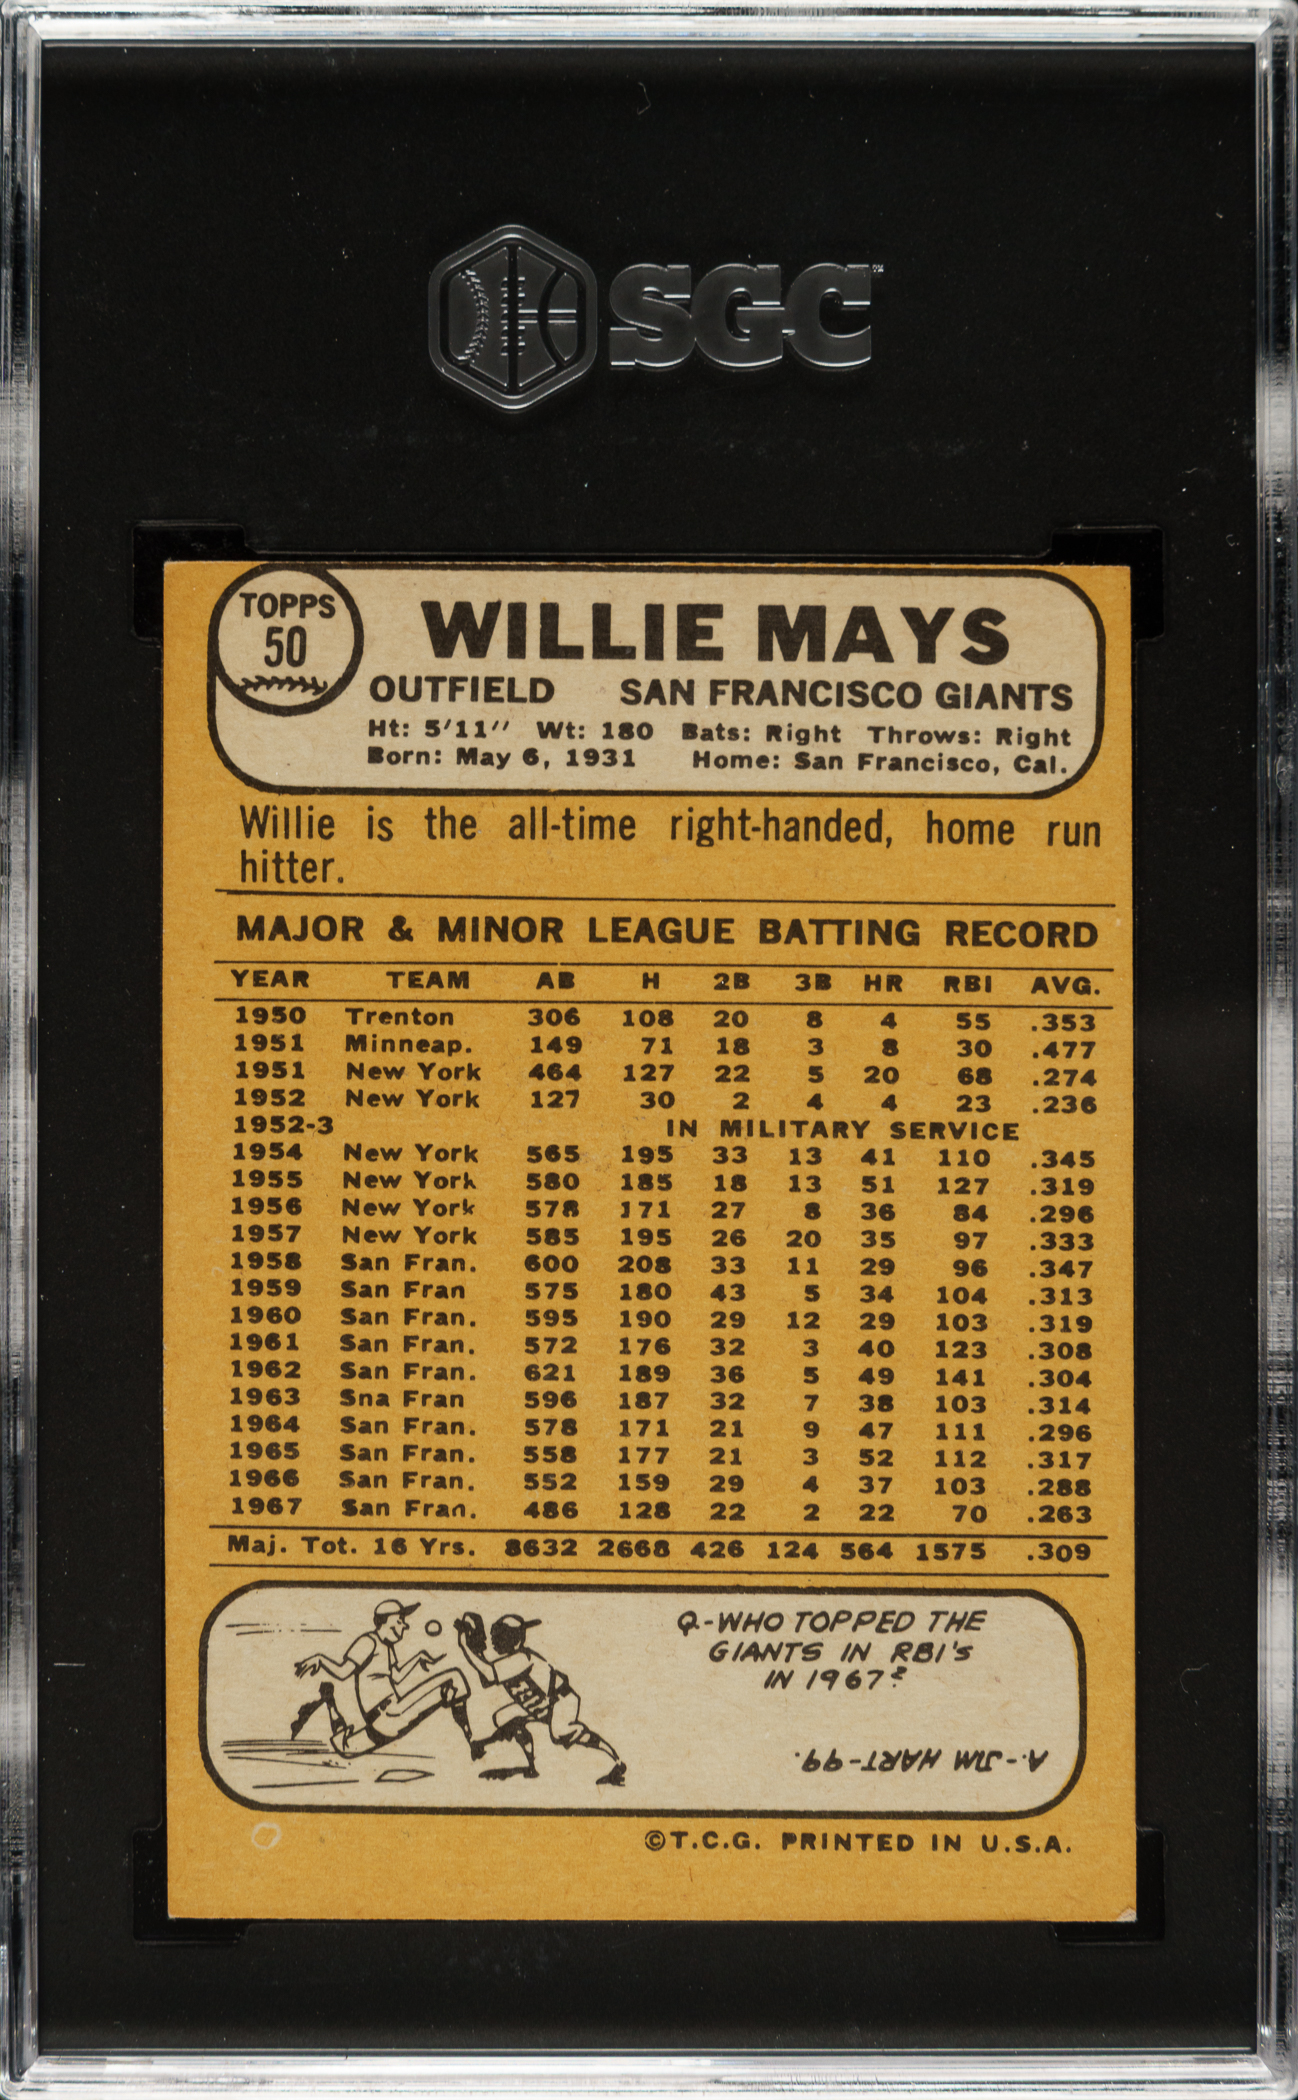 SGC
TOPPS
50
WILLIE MAYS
OUTFIELD SAN FRANCISCO GIANTS
Ht: 5'11" Wt: 180 Bats: Right Throws: Right
Born: May 6, 1931 Home: San Francisco, Cal.
Willie is the all-time right-handed, home run
hitter.
MAJOR & MINOR LEAGUE BATTING RECORD
YEAR TEAM AB H 2B 3B HR RBI AVG.
1950 Trenton 306 108 20 8 4 55 .353
1951 Minneap. 149 71 18 3 8 30 .477
1951 New York 464 127 22 5 20 68 .274
1952 New York 127 30 2 4 4 23 .236
1952-3 IN MILITARY SERVICE
1954 New York 565 195 33 13 41 110 .345
1955 New York 580 185 18 13 51 127 .319
1956 New York 578 171 27 8 36 84 .296
1957 New York 585 195 26 20 35 97 .333
1958 San Fran. 600 208 33 11 29 96 .347
1959 San Fran 575 180 43 5 34 104 .313
1960 San Fran. 595 190 29 12 29 103 .319
1961 San Fran. 572 176 32 3 40 123 .308
1962 San Fran. 621 189 36 5 49 141 .304
1963 Sna Fran 596 187 32 7 38 103 .314
1964 San Fran. 578 171 21 9 47 111 .296
1965 San Fran. 558 177 21 3 52 112 .317
1966 San Fran. 552 159 29 4 37 103 .288
1967 San Fran. 486 128 22 2 22 70 .263
Maj. Tot. 16 Yrs. 8632 2668 426 124 564 1575 .309
Q-WHO TOPPED THE
GIANTS IN RBI's
IN 1967?
A.-JIM HART-99.
©T.C.G. PRINTED IN U.S.A.